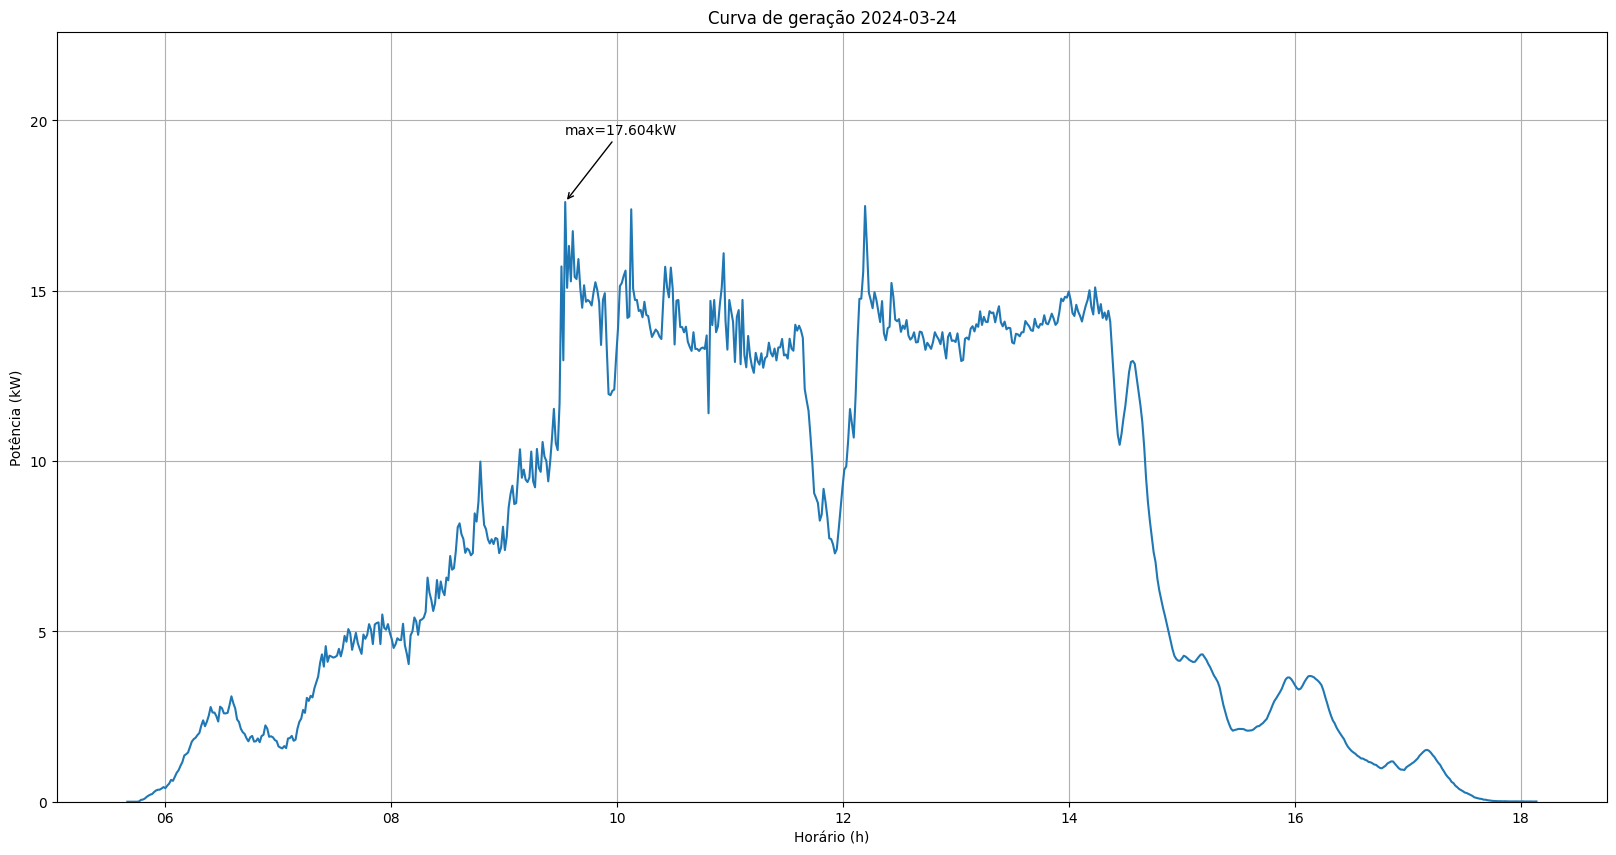 Curva de geração 2024-03-24
max=17.604kW
Potência (kW)
20
15
10
5
0
06 08 10 12 14 16 18
Horário (h)